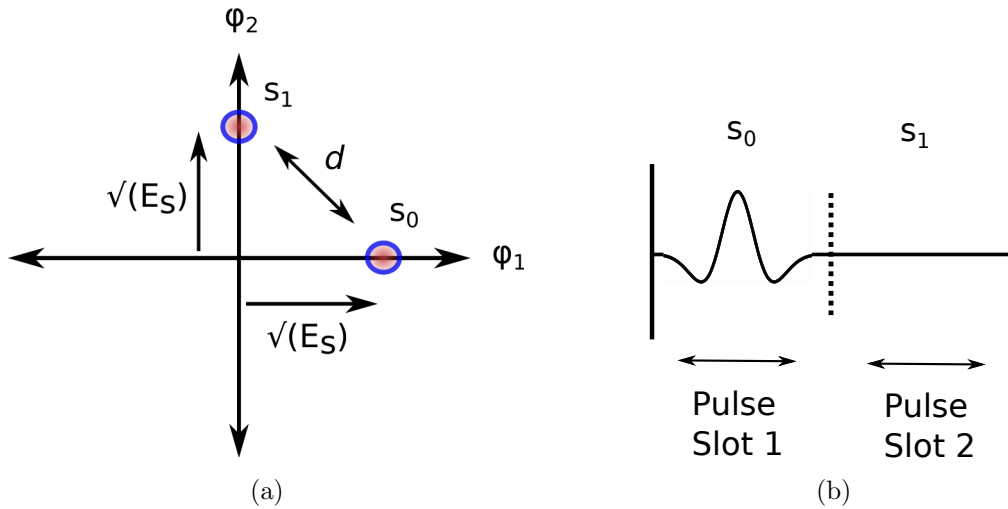 φ2
s1
d
√(ES)
s0
φ1
√(ES)
(a)
s0
s1
Pulse
Slot 1
Pulse
Slot 2
(b)